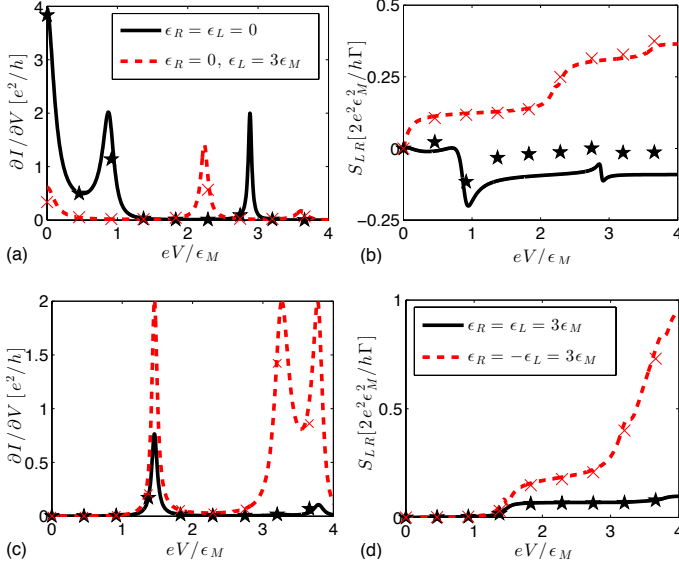 4
3
2
1
0
0 1 2 3 4
∂I/∂V [e²/h]
eV/ϵ_M
ϵ_R = ϵ_L = 0
ϵ_R = 0, ϵ_L = 3ϵ_M
(a)
0.5
0.25
0
-0.25
0 1 2 3 4
S_LR[2e²ϵ²_M/hΓ]
eV/ϵ_M
(b)
2
1.5
1
0.5
0
0 1 2 3 4
∂I/∂V [e²/h]
eV/ϵ_M
(c)
1
0.5
0
0 1 2 3 4
S_LR[2e²ϵ²_M/hΓ]
eV/ϵ_M
ϵ_R = ϵ_L = 3ϵ_M
ϵ_R = −ϵ_L = 3ϵ_M
(d)